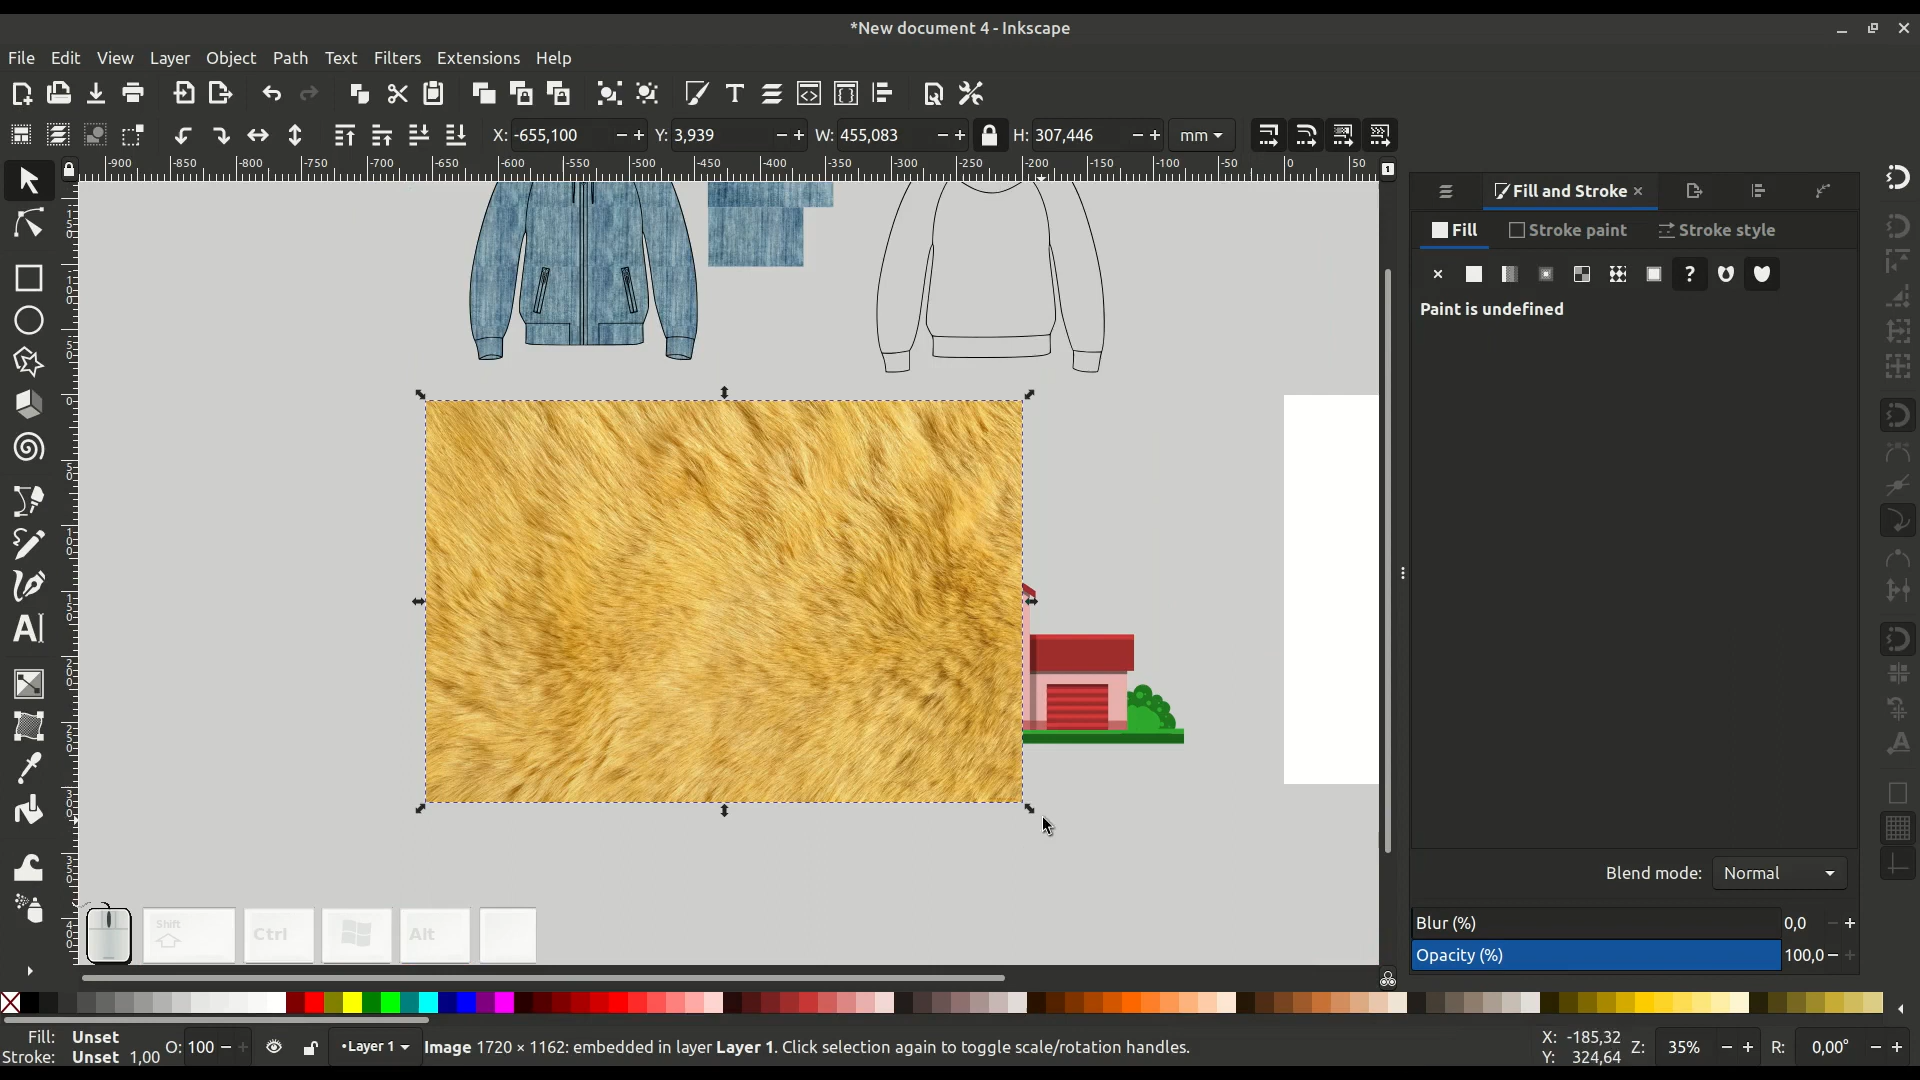 *New document 4 - Inkscape
File Edit View Layer Object Path Text Filters Extensions Help
X: -655,100 Y: 3,939 W: 455,083 H: 307,446 mm
-900 -850 -800 -750 -700 -650 -600 -550 -500 -450 -400 -350 -300 -250 -200 -150 -100 -50 0 50
1
Fill and Stroke
Fill Stroke paint Stroke style
?
Paint is undefined
Blend mode: Normal
Blur (%) 0,0
Opacity (%) 100,0
Shift Ctrl Alt
Fill: Unset
Stroke: Unset 1,00 O: 100 •Layer 1 Image 1720 × 1162: embedded in layer Layer 1. Click selection again to toggle scale/rotation handles.
X: -185,32
Y: 324,64
Z: 35% R: 0,00°